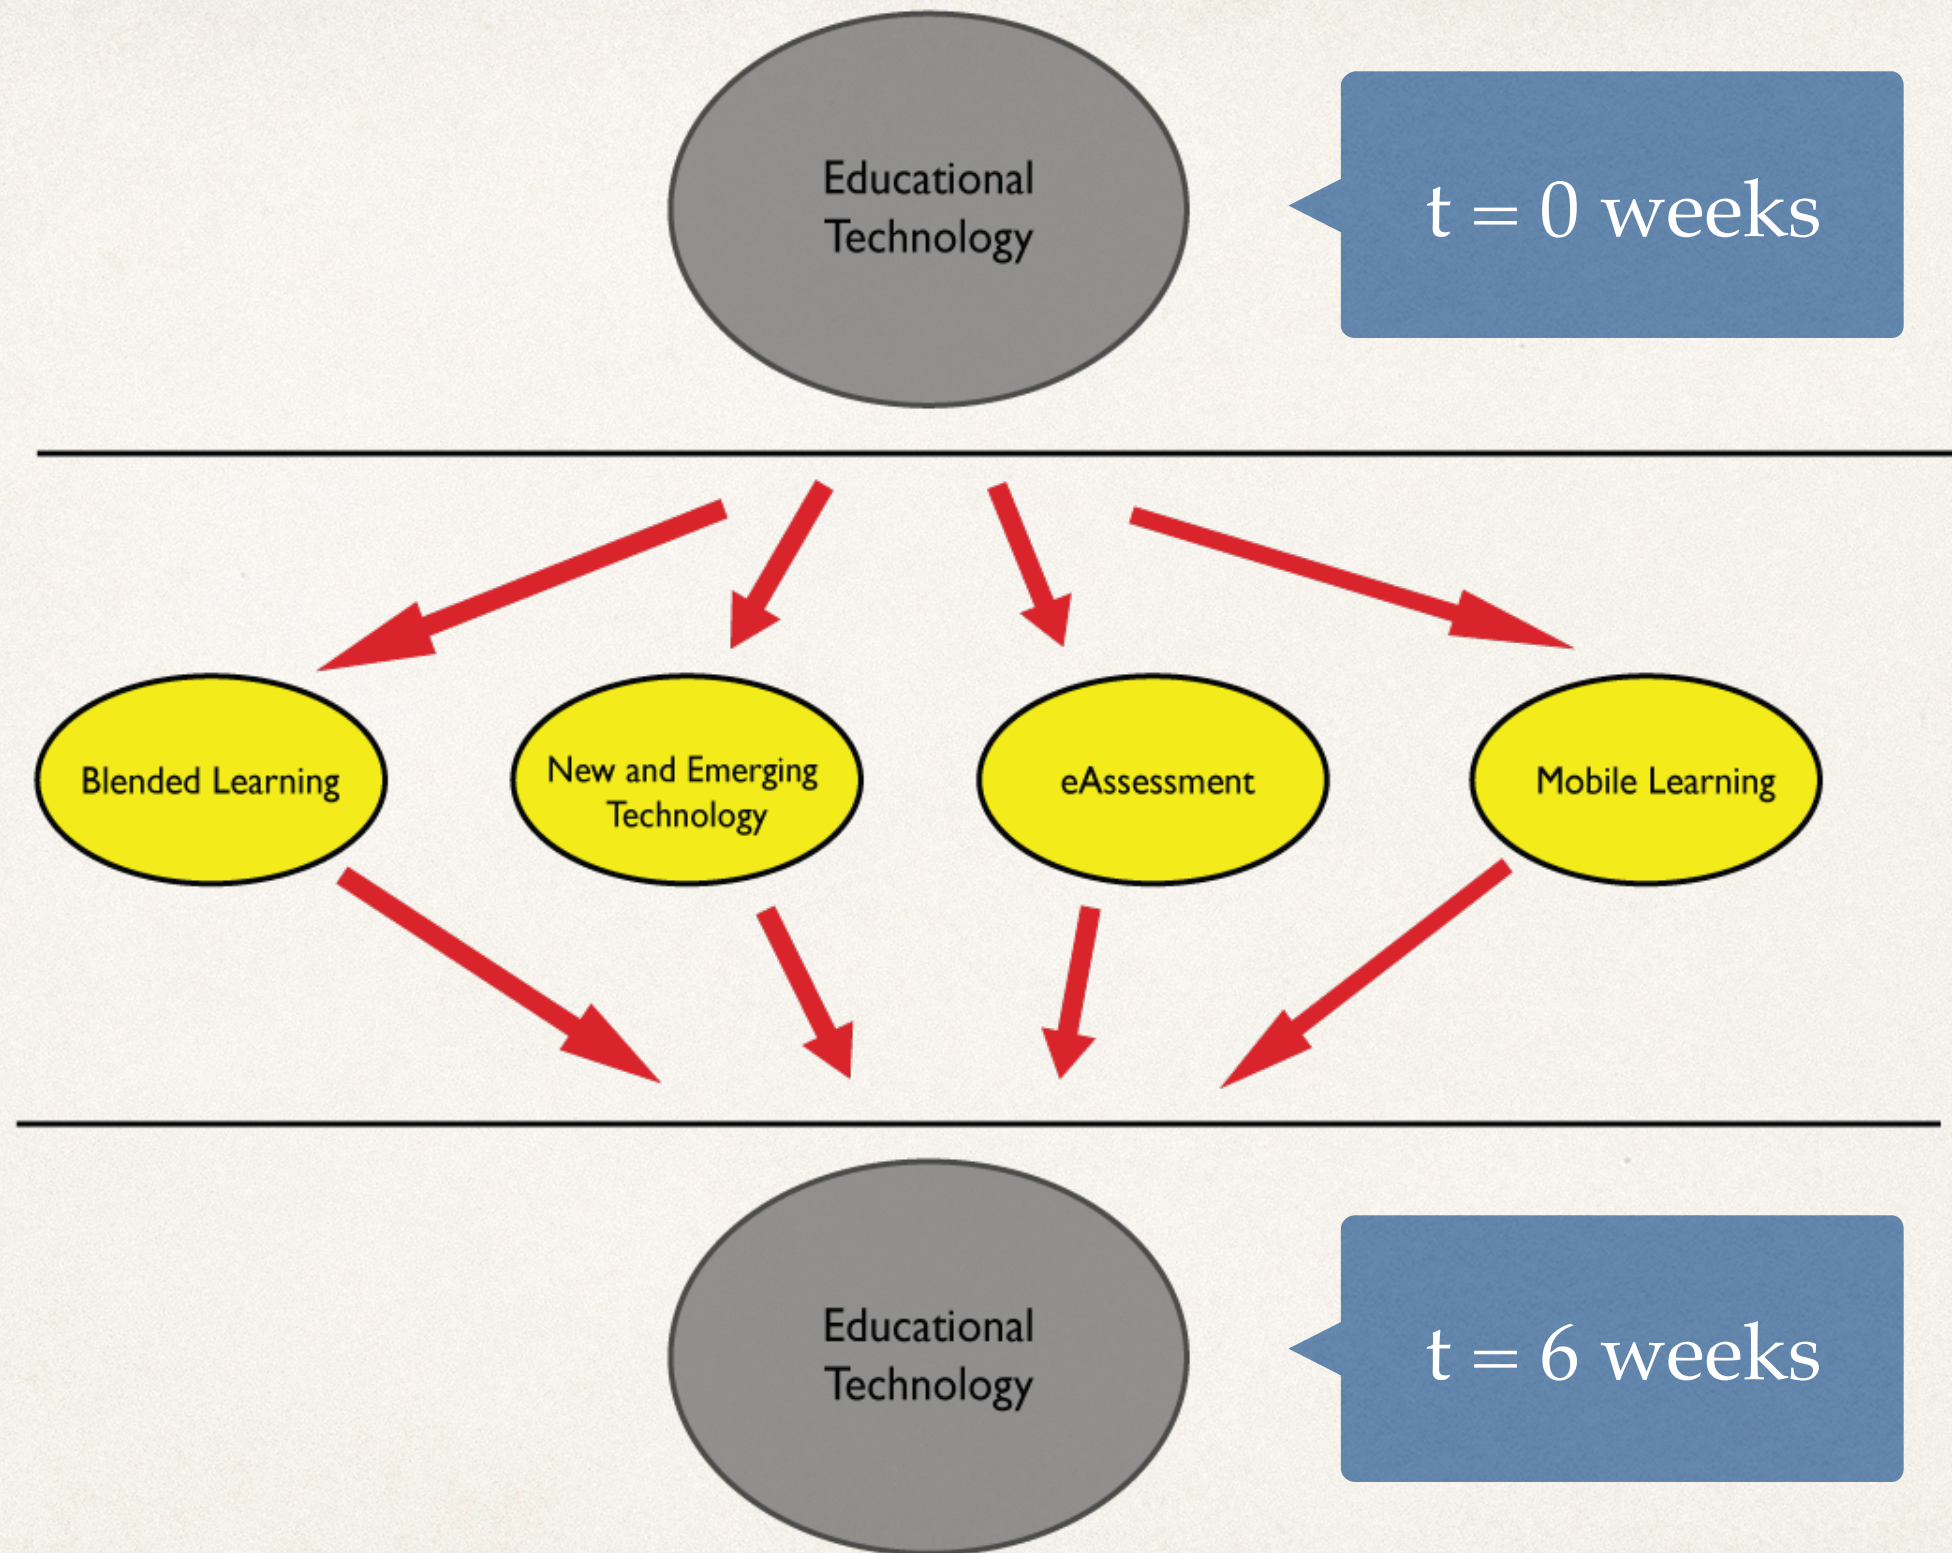 Educational
Technology
t = 0 weeks
Blended Learning
New and Emerging
Technology
eAssessment
Mobile Learning
Educational
Technology
t = 6 weeks